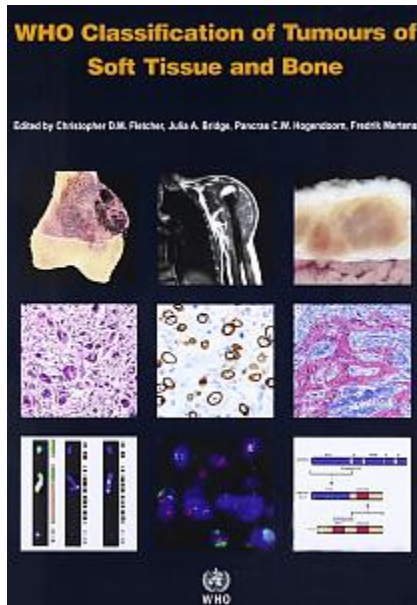 WHO Classification of Tumours of
Soft Tissue and Bone
Edited by Christopher D.M. Fletcher, Julia A. Bridge, Pancras C.W. Hogendoorn, Fredrik Mertens
WHO